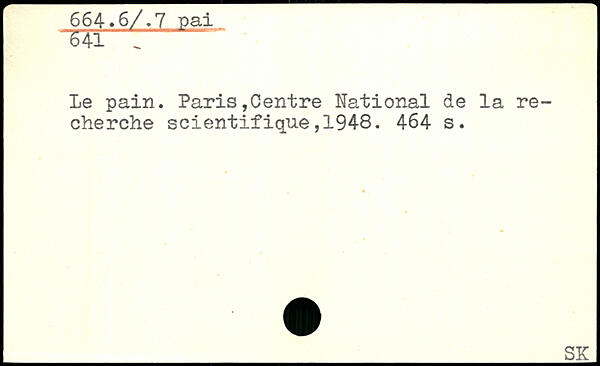 664.6/.7 pai
641
Le pain. Paris,Centre National de la re-
cherche scientifique,1948. 464 s.
SK